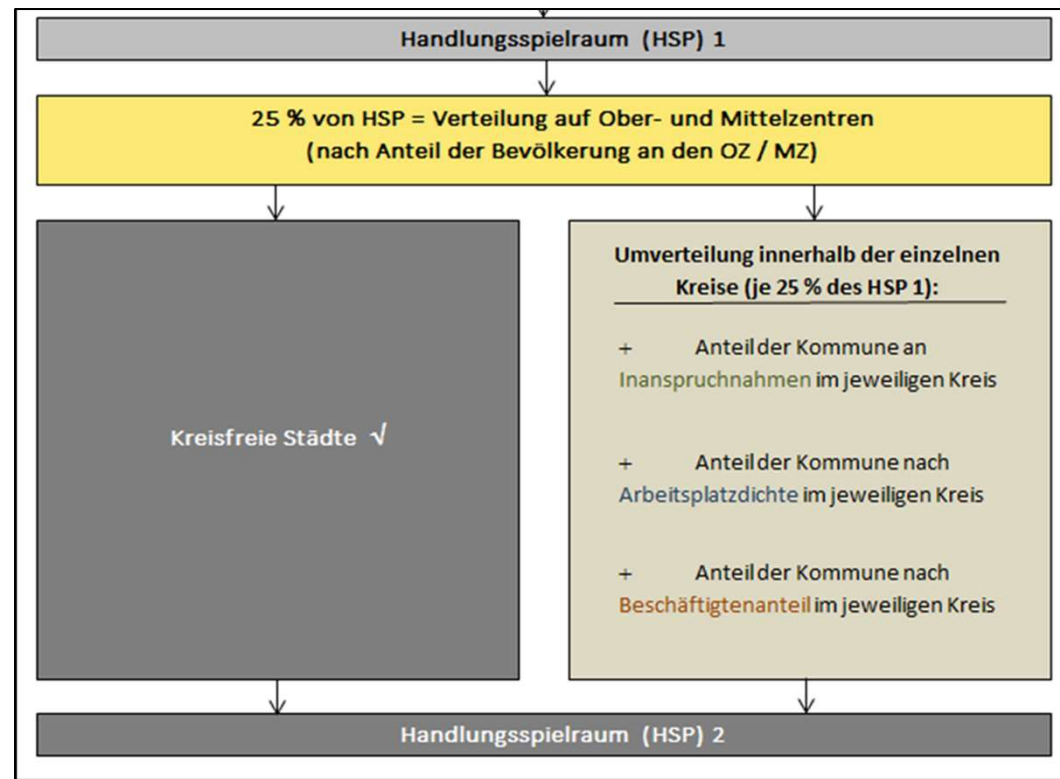 Handlungsspielraum (HSP) 1
25 % von HSP = Verteilung auf Ober- und Mittelzentren
(nach Anteil der Bevölkerung an den OZ / MZ)
Kreisfreie Städte √
Umverteilung innerhalb der einzelnen
Kreise (je 25 % des HSP 1):
+ Anteil der Kommune an
Inanspruchnahmen im jeweiligen Kreis
+ Anteil der Kommune nach
Arbeitsplatzdichte im jeweiligen Kreis
+ Anteil der Kommune nach
Beschäftigtenanteil im jeweiligen Kreis
Handlungsspielraum (HSP) 2